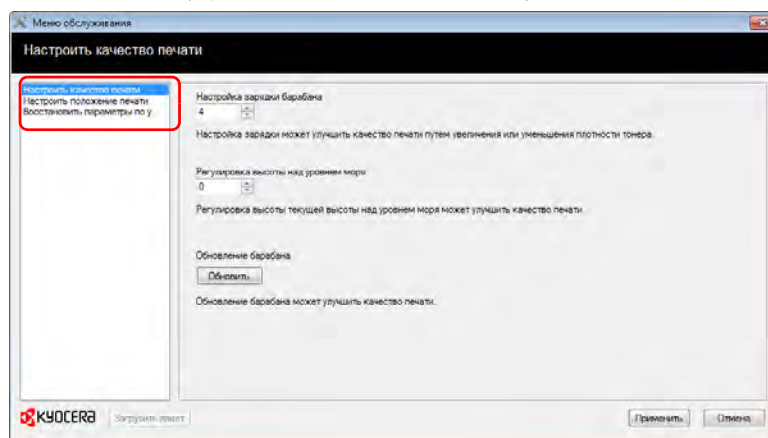 Меню обслуживания
Настроить качество печати
Настроить качество печати
Настроить положение печати
Восстановить параметры по у
Настройка зарядки барабана
4
Настройка зарядки может улучшить качество печати путем увеличения или уменьшения плотности тонера.
Регулировка высоты над уровнем моря
0
Регулировка высоты текущей высоты над уровнем моря может улучшить качество печати
Обновление барабана
Обновить
Обновление барабана может улучшить качество печати.
KYOCERA
Загрузить пакет
Применить
Отмена